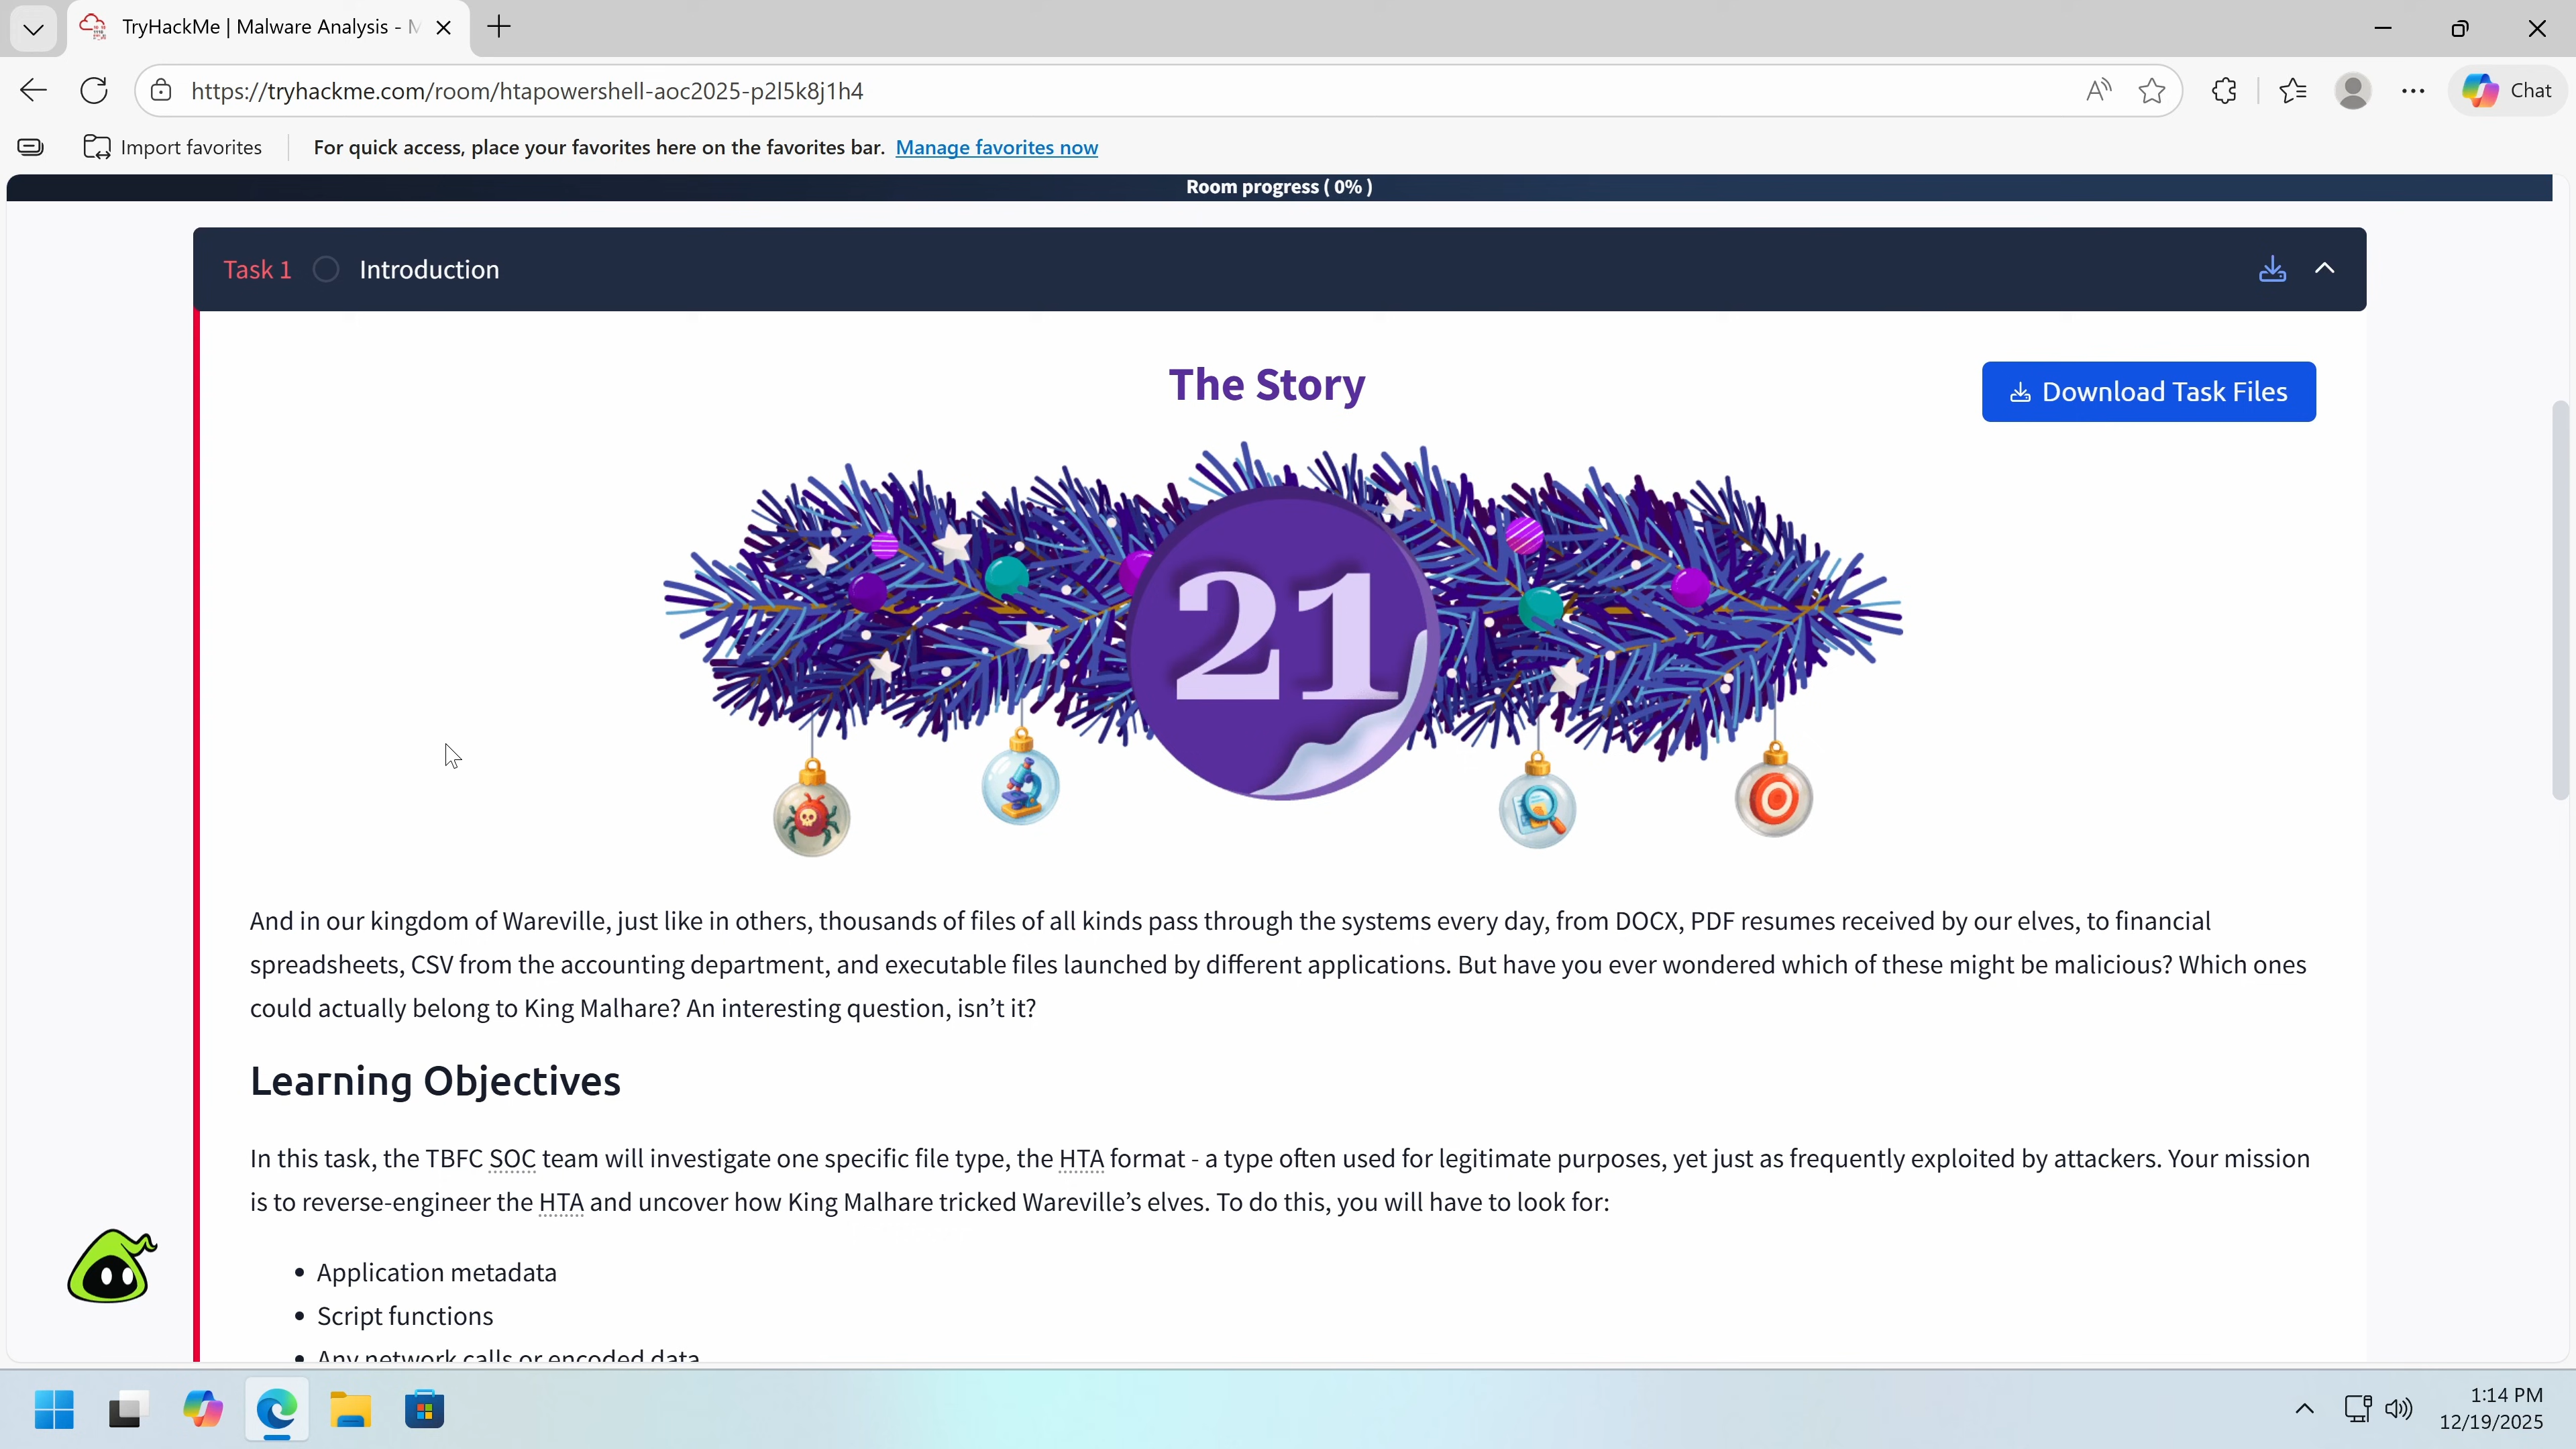 TryHackMe | Malware Analysis -
https://tryhackme.com/room/htapowershell-aoc2025-p2l5k8j1h4
Chat
Import favorites
For quick access, place your favorites here on the favorites bar. Manage favorites now
Room progress ( 0% )
Task 1 Introduction
The Story
Download Task Files
21
And in our kingdom of Wareville, just like in others, thousands of files of all kinds pass through the systems every day, from DOCX, PDF resumes received by our elves, to financial
spreadsheets, CSV from the accounting department, and executable files launched by different applications. But have you ever wondered which of these might be malicious? Which ones
could actually belong to King Malhare? An interesting question, isn’t it?
Learning Objectives
In this task, the TBFC SOC team will investigate one specific file type, the HTA format - a type often used for legitimate purposes, yet just as frequently exploited by attackers. Your mission
is to reverse-engineer the HTA and uncover how King Malhare tricked Wareville’s elves. To do this, you will have to look for:
• Application metadata
• Script functions
• Any network calls or encoded data
1:14 PM
12/19/2025